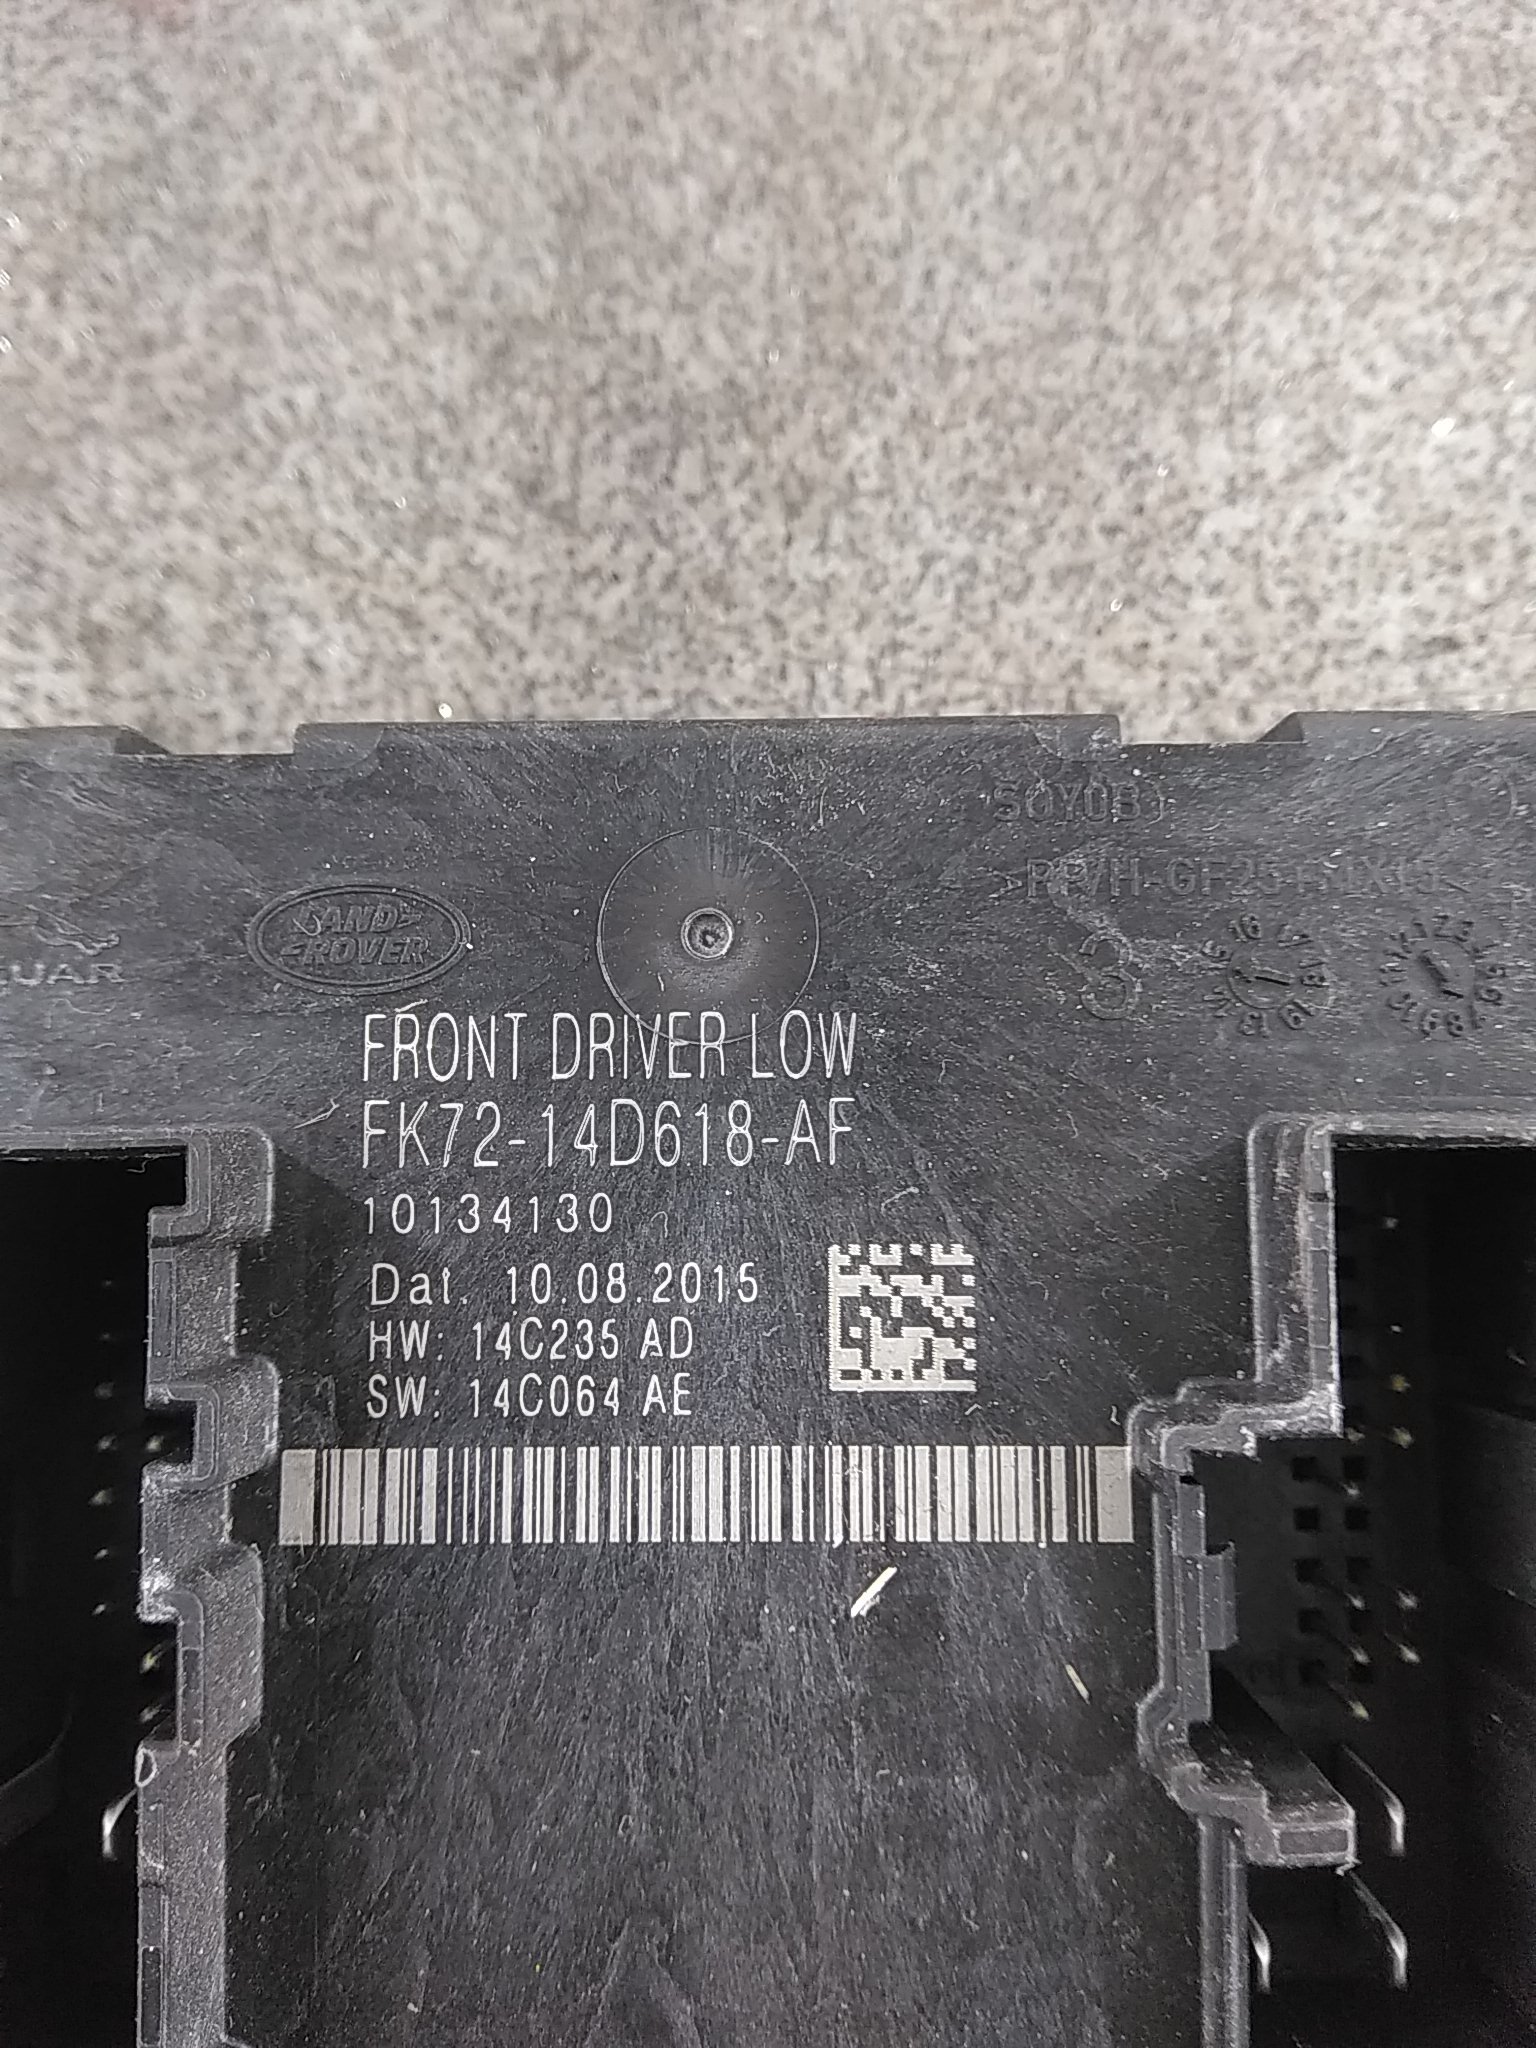 LAND-
ROVER
FRONT DRIVER LOW
FK72-14D618-AF
10134130
Dat. 10.08.2015
HW: 14C235 AD
SW: 14C064 AE
3